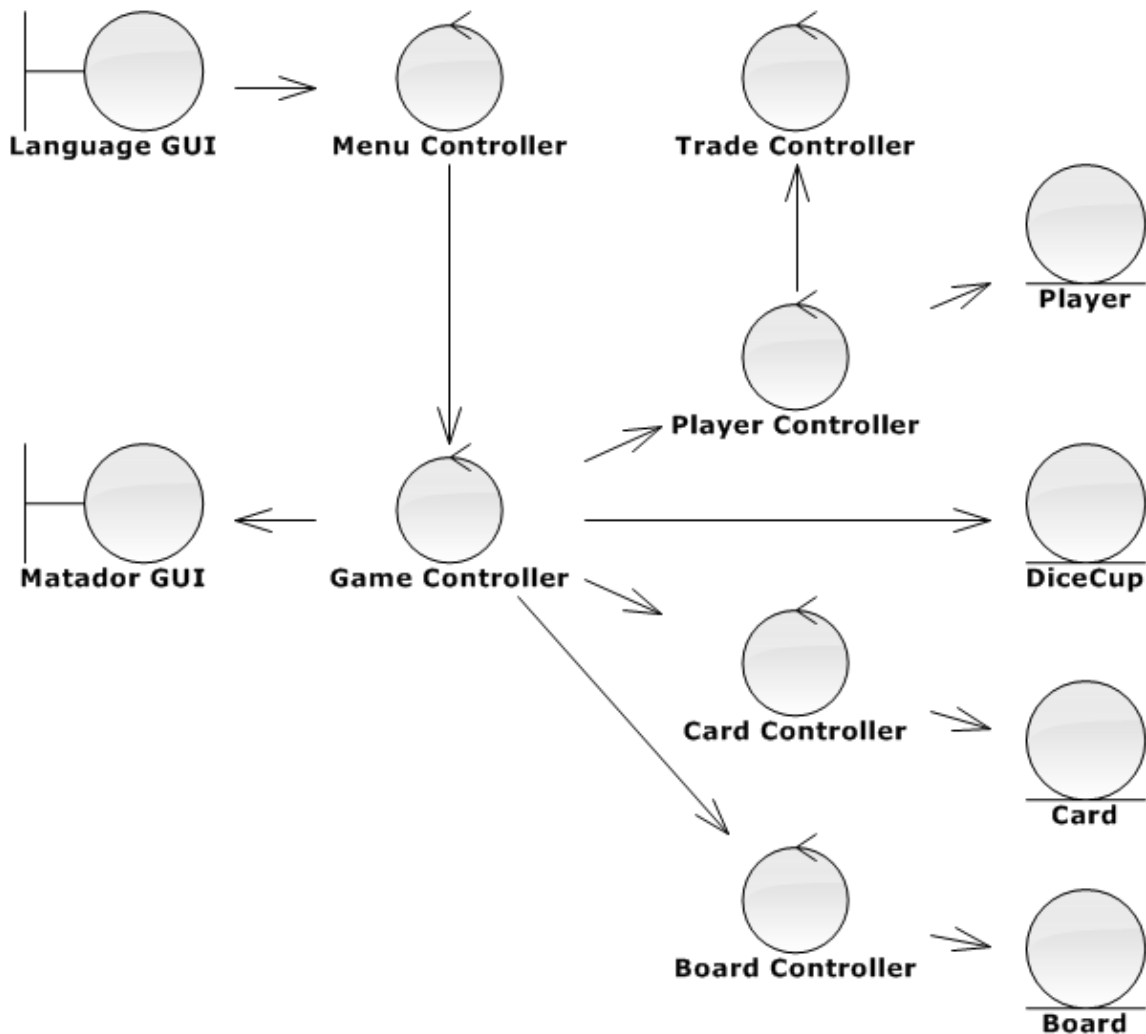 Language GUI
Menu Controller
Trade Controller
Player
Player Controller
Matador GUI
Game Controller
DiceCup
Card Controller
Card
Board Controller
Board